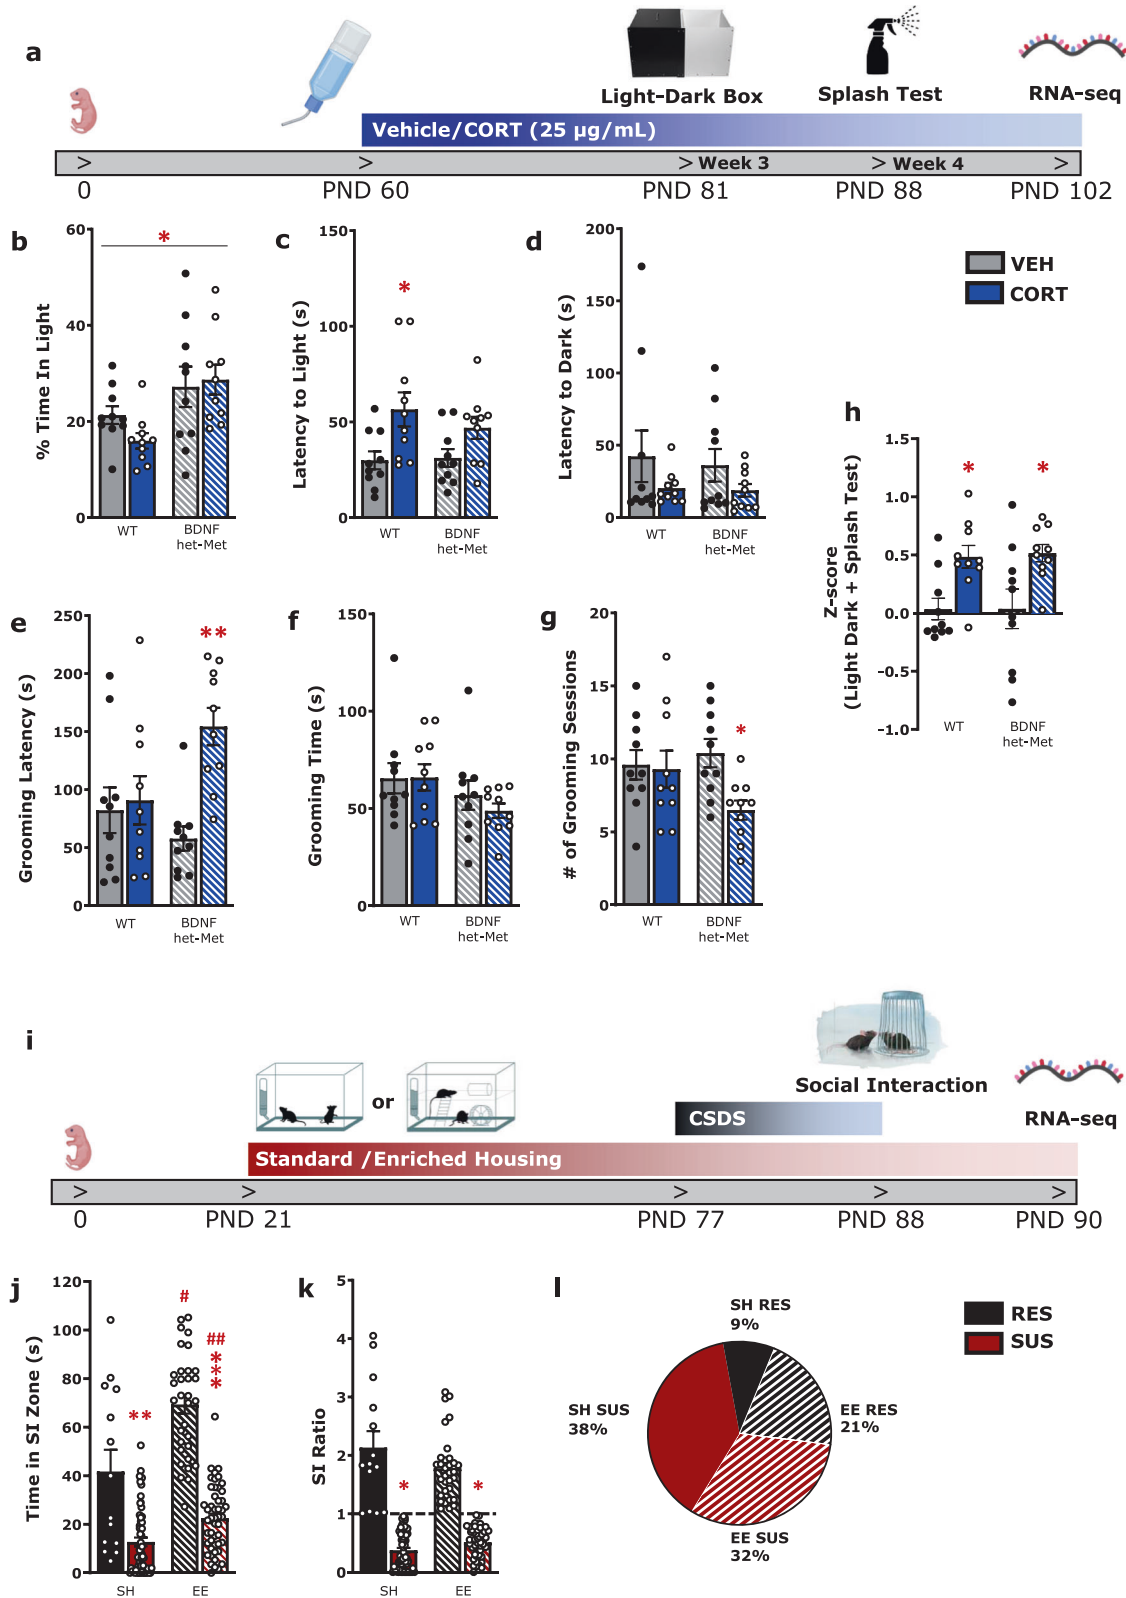 a
Light-Dark Box
Splash Test
RNA-seq
Vehicle/CORT (25 µg/mL)
> > > Week 3 > Week 4 >
0 PND 60 PND 81 PND 88 PND 102
b
% Time In Light
60
40
20
0
*
WT
BDNF
het-Met
c
Latency to Light (s)
150
100
50
0
*
WT
BDNF
het-Met
d
Latency to Dark (s)
200
150
100
50
0
WT
BDNF
het-Met
VEH
CORT
e
Grooming Latency (s)
250
200
150
100
50
0
**
WT
BDNF
het-Met
f
Grooming Time (s)
150
100
50
0
WT
BDNF
het-Met
g
# of Grooming Sessions
20
15
10
5
0
*
WT
BDNF
het-Met
h
Z-score
(Light Dark + Splash Test)
1.5
1.0
0.5
0.0
−0.5
−1.0
* *
WT
BDNF
het-Met
i
or
Social Interaction
RNA-seq
CSDS
Standard /Enriched Housing
> > > > >
0 PND 21 PND 77 PND 88 PND 90
j
Time in SI Zone (s)
120
100
80
60
40
20
0
**
#
##
*
*
*
SH EE
k
SI Ratio
5
4
3
2
1
0
* *
SH EE
l
SH RES
9%
EE RES
21%
EE SUS
32%
SH SUS
38%
RES
SUS